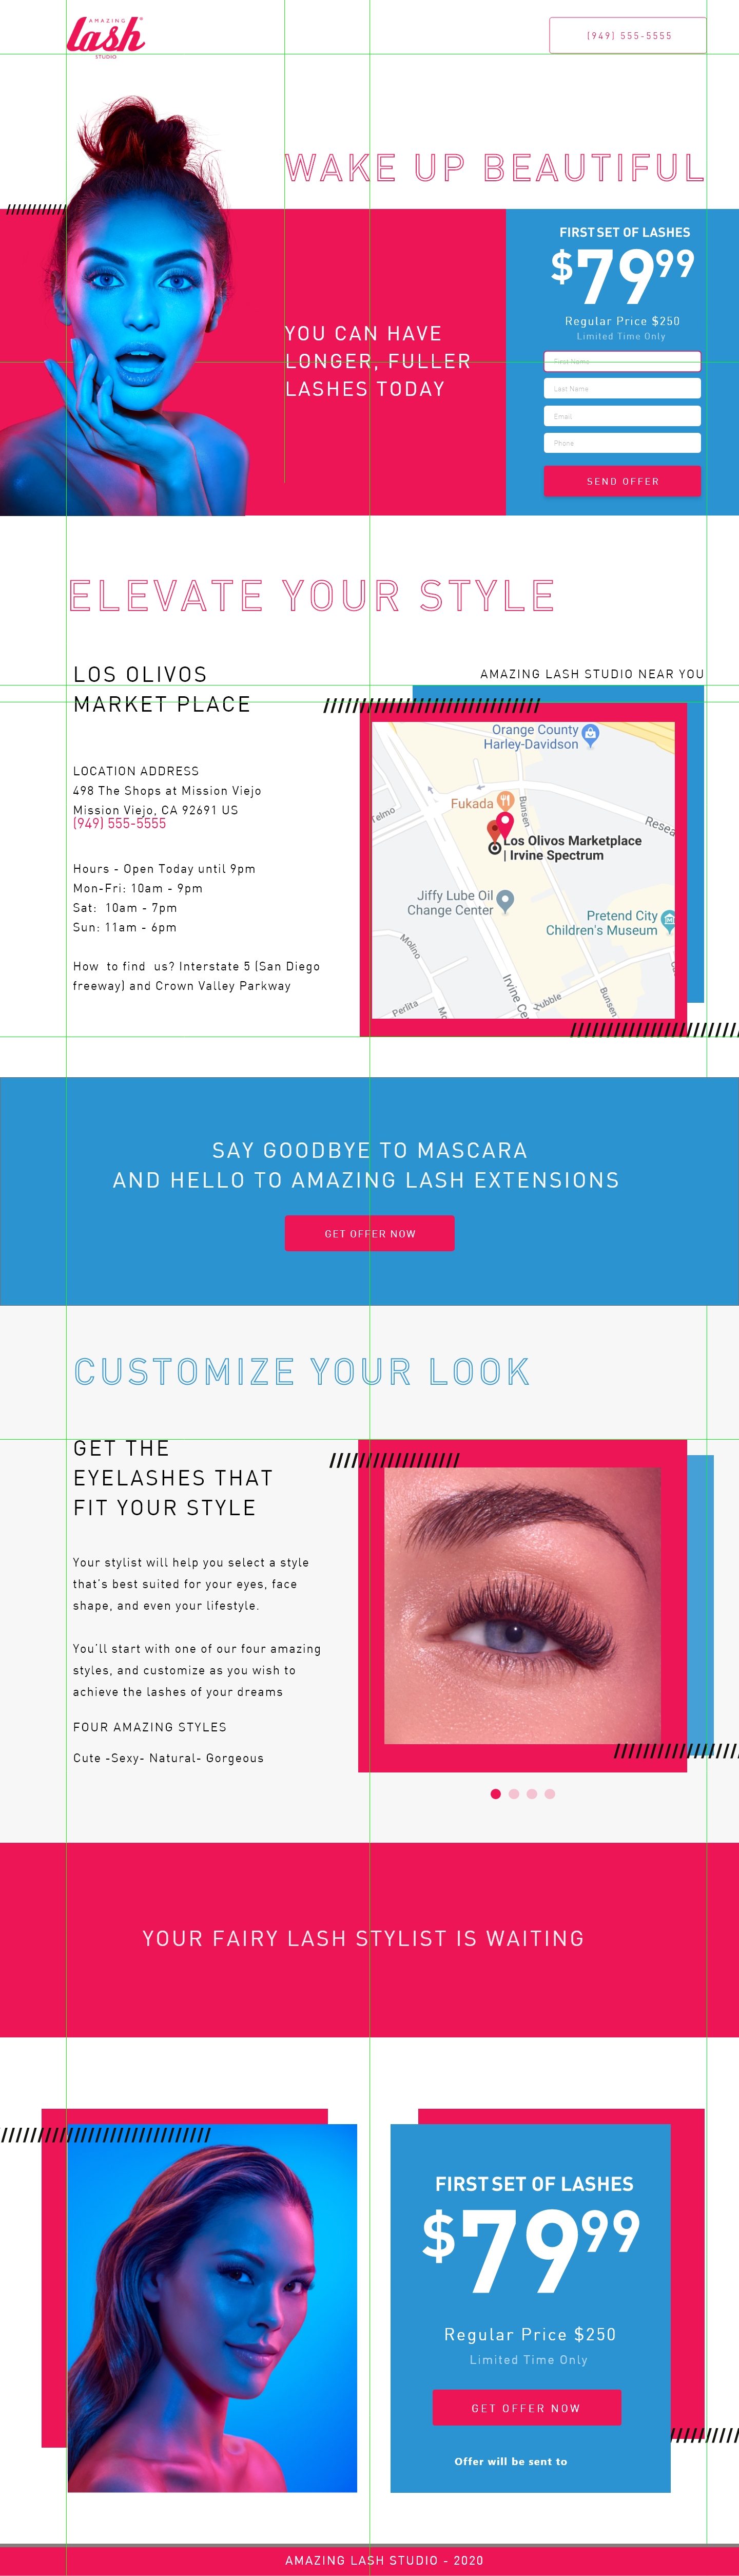 AMAZING
lash®
STUDIO
(949) 555-5555
WAKE UP BEAUTIFUL
YOU CAN HAVE
LONGER, FULLER
LASHES TODAY
FIRST SET OF LASHES
$79 99
Regular Price $250
Limited Time Only
First Name
Last Name
Email
Phone
SEND OFFER
ELEVATE YOUR STYLE
LOS OLIVOS
MARKET PLACE
LOCATION ADDRESS
498 The Shops at Mission Viejo
Mission Viejo, CA 92691 US
(949) 555-5555
Hours - Open Today until 9pm
Mon-Fri: 10am - 9pm
Sat:  10am - 7pm
Sun: 11am - 6pm
How  to find  us? Interstate 5 (San Diego
freeway) and Crown Valley Parkway
AMAZING LASH STUDIO NEAR YOU
Orange County
Harley-Davidson
Fukada
Bunsen
Telmo
Resea
Los Olivos Marketplace
| Irvine Spectrum
Jiffy Lube Oil
Change Center
Pretend City
Children's Museum
Molino
Irvine Ce
Hubble
Bunsen
Perlita
Mo
SAY GOODBYE TO MASCARA
AND HELLO TO AMAZING LASH EXTENSIONS
GET OFFER NOW
CUSTOMIZE YOUR LOOK
GET THE
EYELASHES THAT
FIT YOUR STYLE
Your stylist will help you select a style
that's best suited for your eyes, face
shape, and even your lifestyle.
You'll start with one of our four amazing
styles, and customize as you wish to
achieve the lashes of your dreams
FOUR AMAZING STYLES
Cute -Sexy- Natural- Gorgeous
YOUR FAIRY LASH STYLIST IS WAITING
FIRST SET OF LASHES
$79 99
Regular Price $250
Limited Time Only
GET OFFER NOW
Offer will be sent to
AMAZING LASH STUDIO - 2020